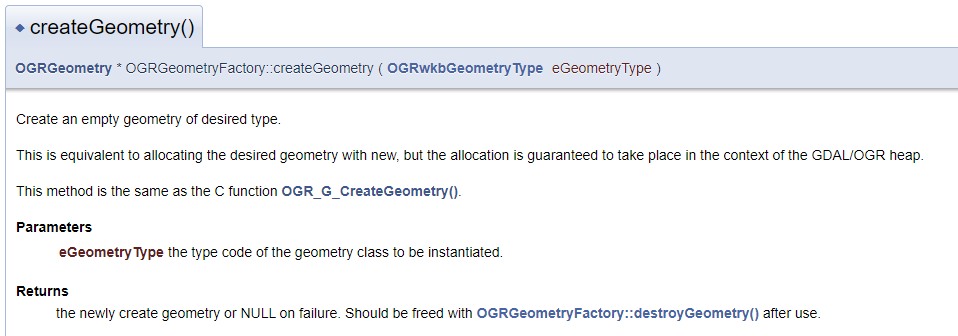 createGeometry()
OGRGeometry * OGRGeometryFactory::createGeometry ( OGRwkbGeometryType eGeometryType )
Create an empty geometry of desired type.
This is equivalent to allocating the desired geometry with new, but the allocation is guaranteed to take place in the context of the GDAL/OGR heap.
This method is the same as the C function OGR_G_CreateGeometry().
Parameters
eGeometryType the type code of the geometry class to be instantiated.
Returns
the newly create geometry or NULL on failure. Should be freed with OGRGeometryFactory::destroyGeometry() after use.